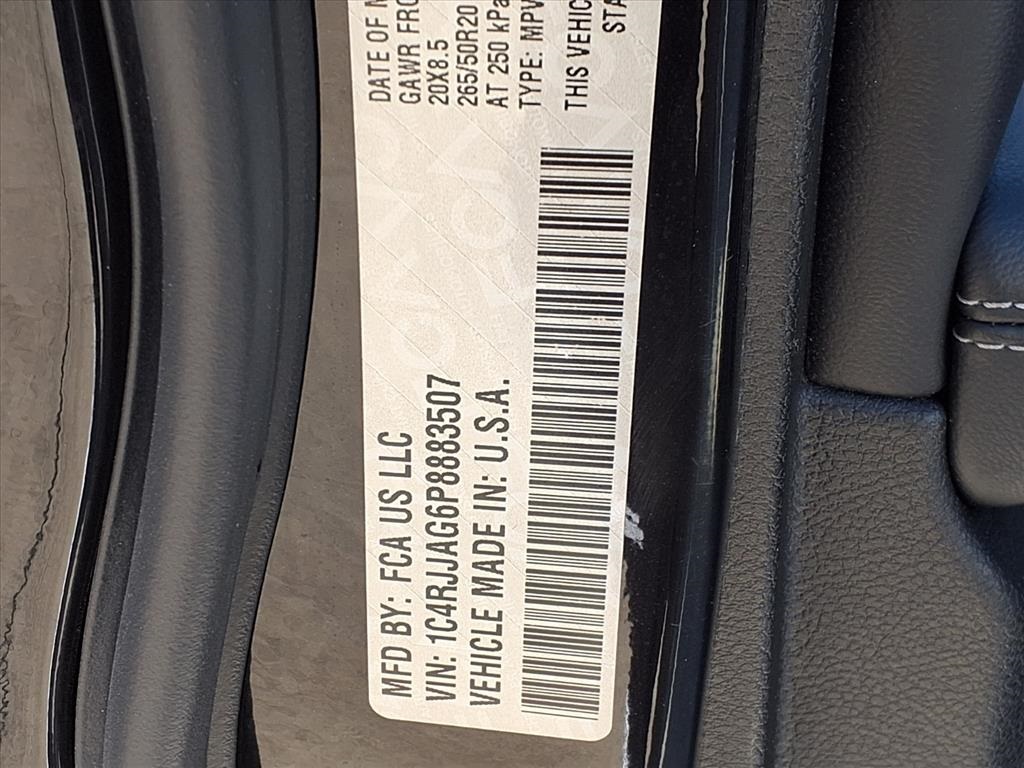 MFD BY: FCA US LLC
VIN: 1C4RJJAG6P8883507
VEHICLE MADE IN: U.S.A.
DATE OF M
GAWR FRO
20X8.5
265/50R20
AT 250 kPa
TYPE: MPV
THIS VEHIC
STA